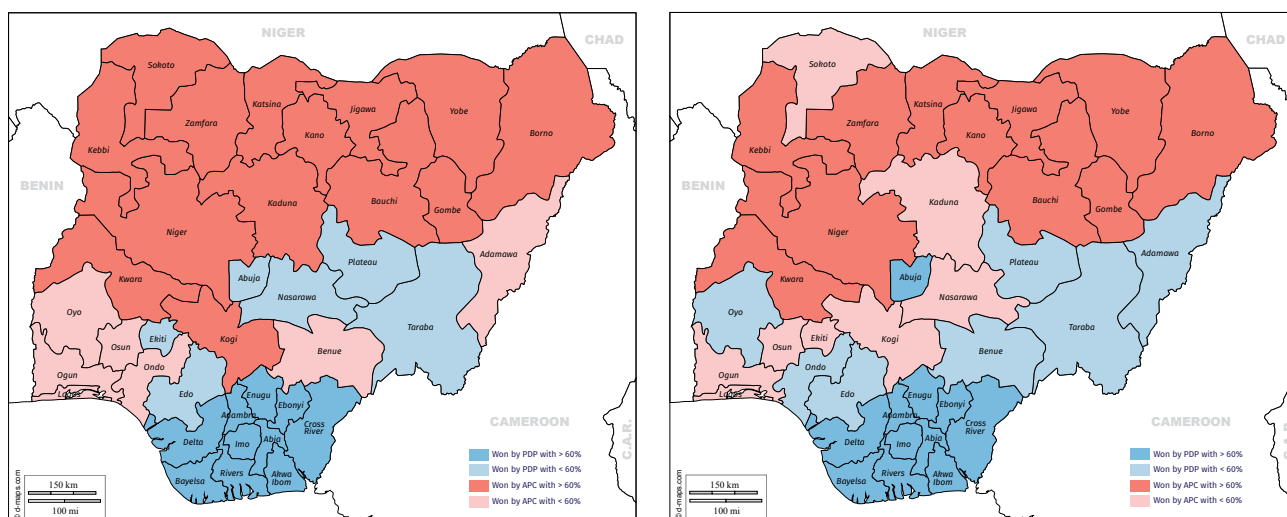 NIGER
CHAD
Sokoto
Katsina
Jigawa
Yobe
Borno
Zamfara
Kano
Kebbi
BENIN
Kaduna
Bauchi
Gombe
Niger
Adamawa
Plateau
Abuja
Kwara
Nasarawa
Oyo
Taraba
Kogi
Ekiti
Osun
Benue
Ondo
Ogun
Lagos
Edo
Enugu
Ebonyi
Anambra
Cross
River
CAMEROON
C.A.R.
Delta
Imo
Abia
Rivers
Akwa
Ibom
Bayelsa
Won by PDP with > 60%
Won by PDP with < 60%
Won by APC with > 60%
Won by APC with < 60%
150 km
100 mi
© d-maps.com
NIGER
CHAD
Sokoto
Katsina
Jigawa
Yobe
Borno
Zamfara
Kano
Kebbi
BENIN
Kaduna
Bauchi
Gombe
Niger
Adamawa
Plateau
Abuja
Kwara
Nasarawa
Oyo
Taraba
Kogi
Ekiti
Osun
Benue
Ondo
Ogun
Lagos
Edo
Enugu
Ebonyi
Anambra
Cross
River
CAMEROON
Delta
Imo
Abia
Rivers
Akwa
Ibom
Bayelsa
Won by PDP with > 60%
Won by PDP with < 60%
Won by APC with > 60%
Won by APC with < 60%
150 km
100 mi
© d-maps.com